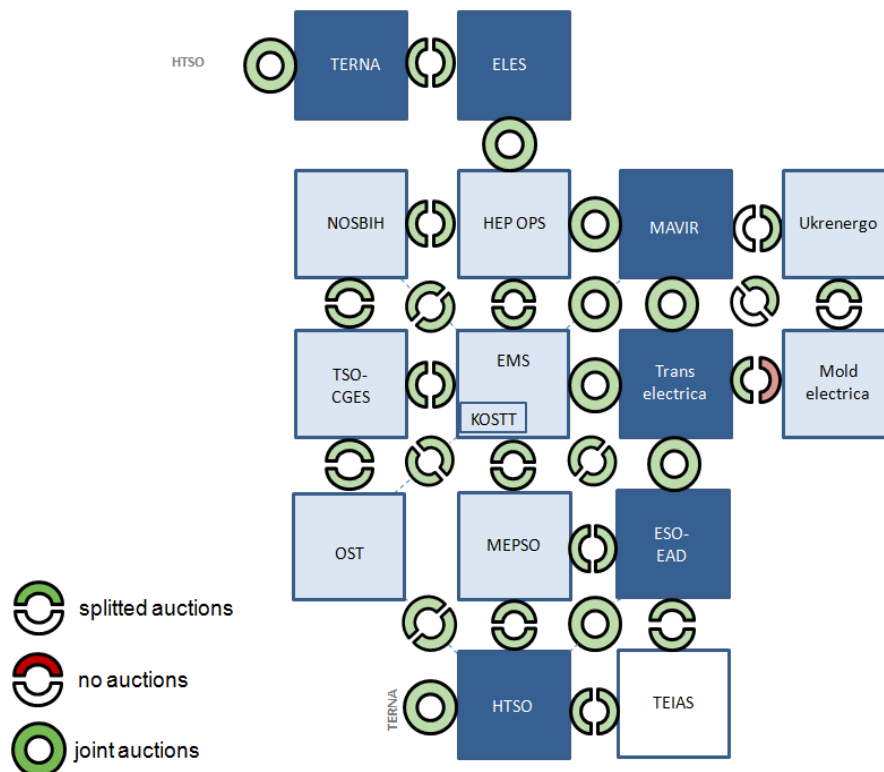 HTSO
TERNA
ELES
NOSBIH
HEP OPS
MAVIR
Ukrenergo
TSO-
CGES
EMS
KOSTT
Trans
electrica
Mold
electrica
OST
MEPSO
ESO-
EAD
splitted auctions
no auctions
joint auctions
TERNA
HTSO
TEIAS